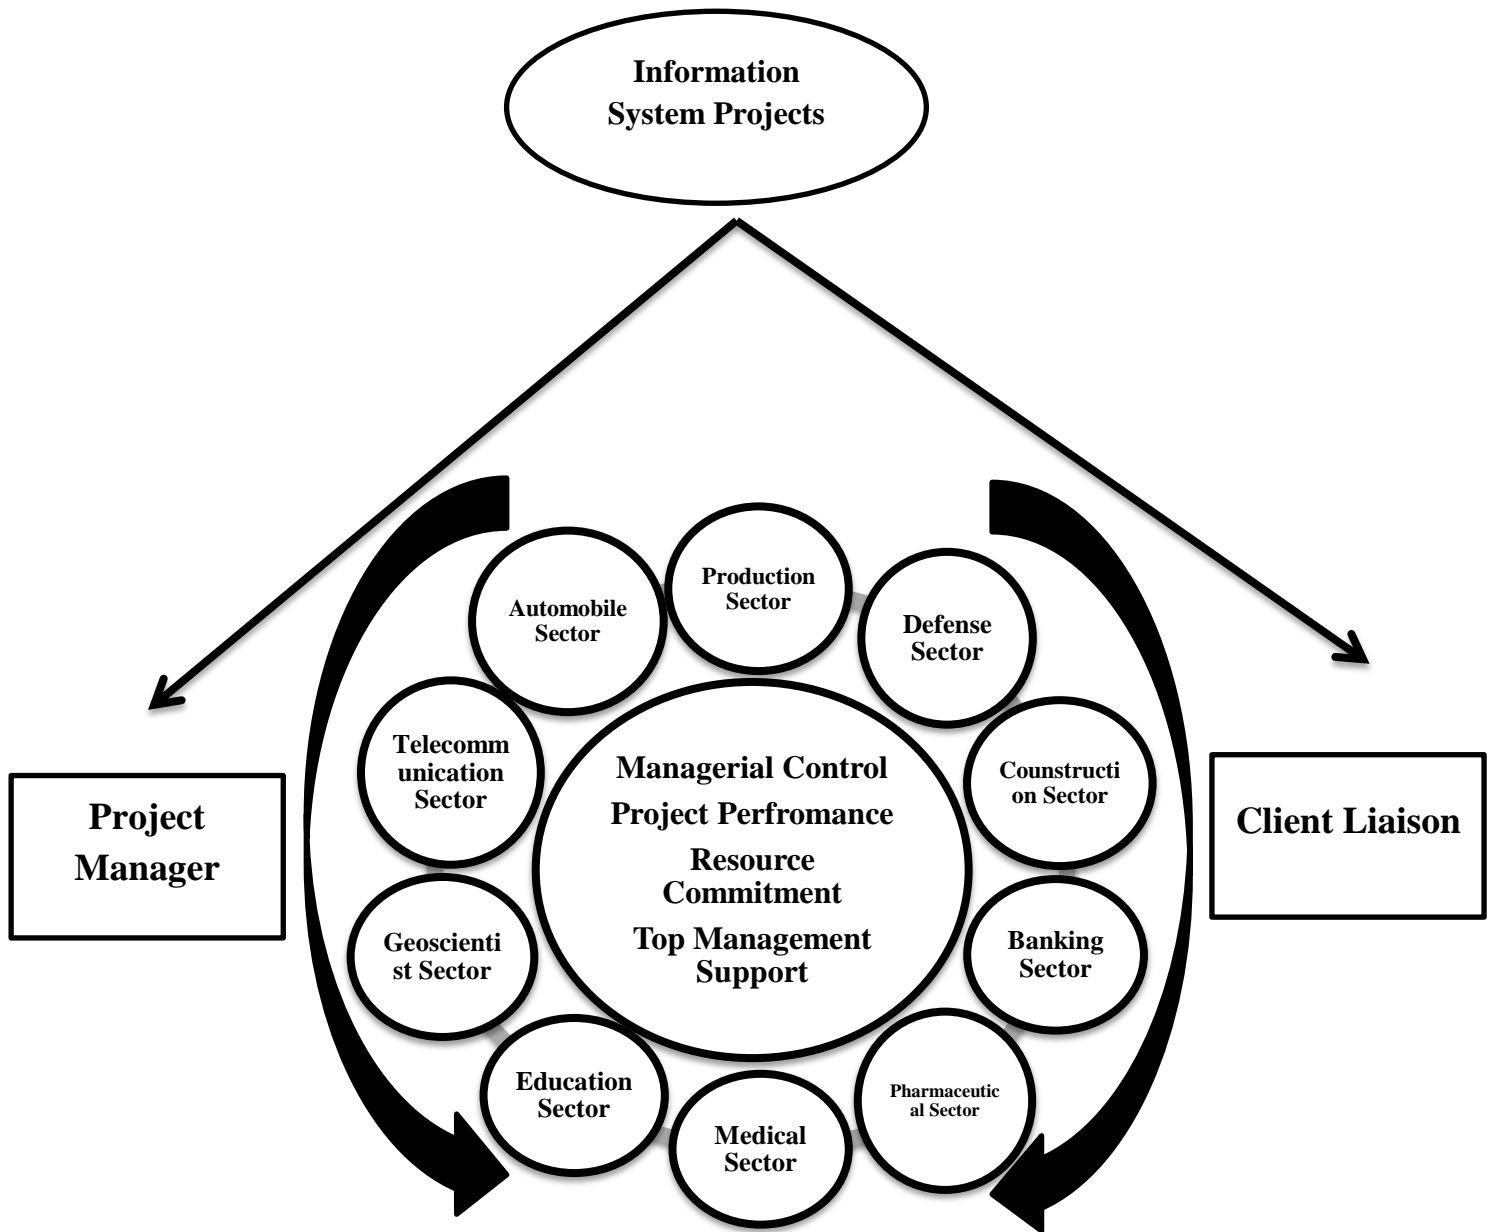 Information
System Projects
Production
Sector
Automobile
Sector
Defense
Sector
Telecomm
unication
Sector
Counstructi
on Sector
Managerial Control
Project Perfromance
Resource
Commitment
Top Management
Support
Project
Manager
Client Liaison
Geoscienti
st Sector
Banking
Sector
Education
Sector
Pharmaceutic
al Sector
Medical
Sector